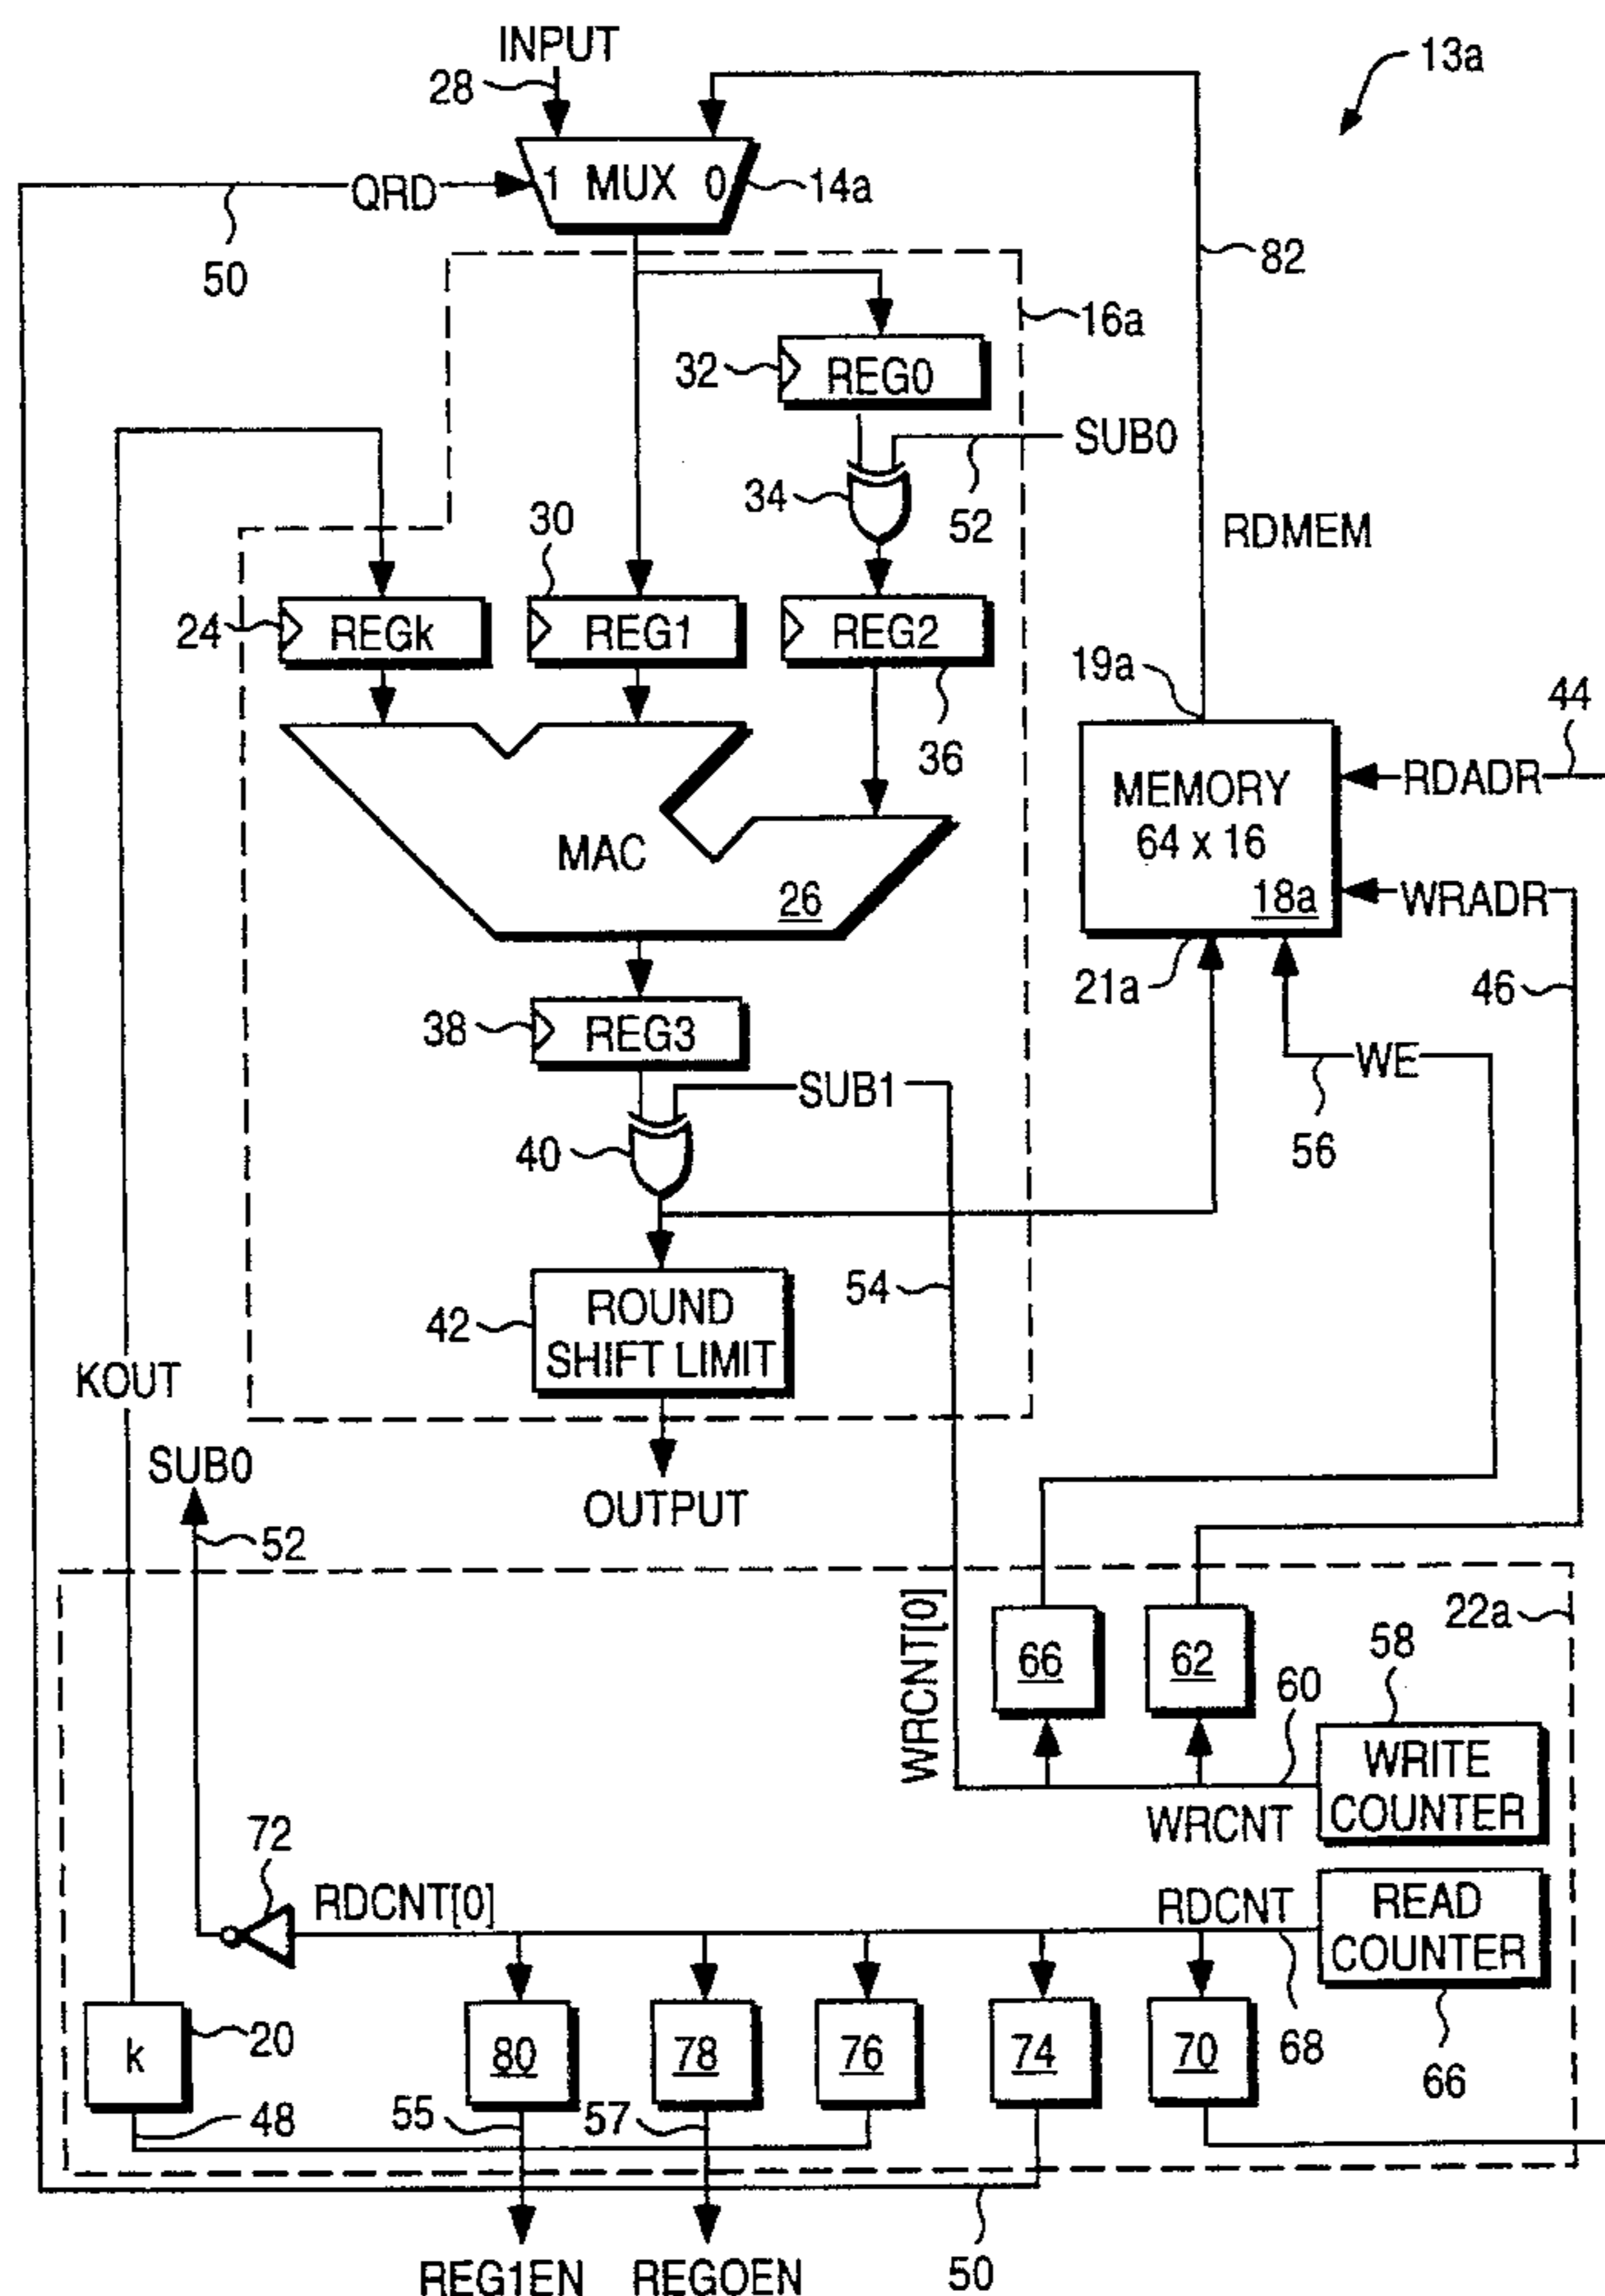 INPUT
28
13a
QRD
1 MUX 0
14a
50
82
16a
32
REG0
SUB0
34
52
30
RDMEM
24
REGk
REG1
REG2
19a
44
36
RDADR
MEMORY
64 x 16
18a
MAC
26
WRADR
21a
46
38
REG3
WE
SUB1
40
56
54
42
ROUND
SHIFT LIMIT
KOUT
SUB0
OUTPUT
52
WRCNT[0]
22a
66
62
58
60
WRITE
COUNTER
WRCNT
72
RDCNT[0]
RDCNT
READ
COUNTER
k
20
80
78
76
74
70
68
66
48
55
57
REG1EN
REGOEN
50